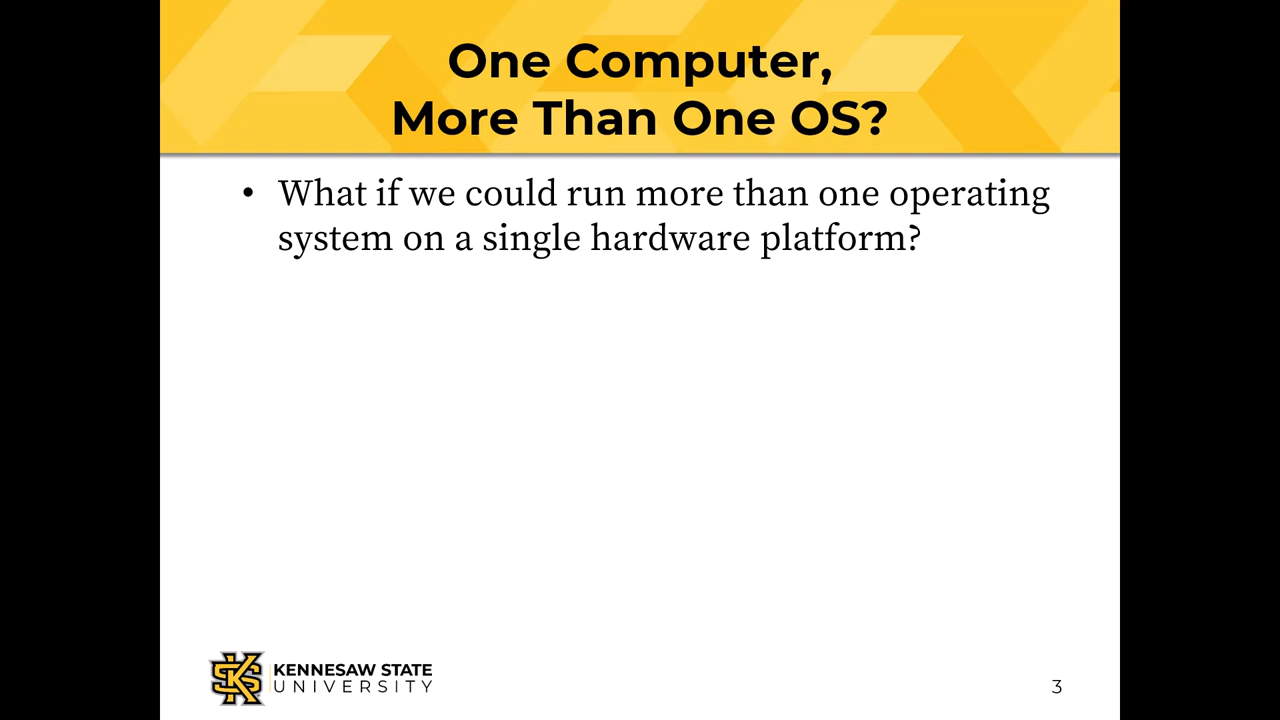 One Computer,
More Than One OS?
• What if we could run more than one operating
system on a single hardware platform?
KENNESAW STATE
UNIVERSITY
3